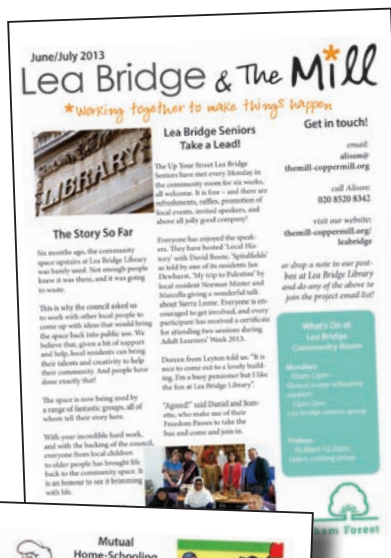 June/July 2013
Lea Bridge & The Mill
*working together to make things happen
LIBRARY
The Story So Far
Six months ago, the community
space upstairs at Lea Bridge Library
was barely used. Not enough people
knew it was there, and it was going
to waste.
This is why the council asked us
to work with other local people to
come up with ideas that would bring
the space back into public use. We
believe that, given a bit of support
and help, local residents can bring
their talents and creativity to help
their community. And people have
done exactly that!
The space is now being used by
a range of fantastic groups, all of
whom tell their story here.
With your incredible hard work,
and with the backing of the council,
everyone from local children
to older people has brought life
back to the community space. It
is an honour to see it brimming
with life.
Lea Bridge Seniors
Take a Lead!
The Up Your Street Lea Bridge
Seniors have met every Monday in
the community room for six weeks,
all welcome. It is free – and there are
refreshments, raffles, promotion of
local events, invited speakers, and
above all jolly good company!
Everyone has enjoyed the speak-
ers. They have hosted 'Local His-
tory' with David Boote, 'Spitalfields'
as told by one of its residents Jan
Dewhurst, 'My trip to Palestine' by
local resident Norman Mister and
Marcella giving a wonderful talk
about Sierra Leone. Everyone is en-
couraged to get involved, and every
participant has received a certificate
for attending two sessions during
Adult Learners' Week 2013.
Doreen from Leyton told us: "It is
nice to come out to a lovely build-
ing. I'm a busy pensioner but I like
the fun at Lea Bridge Library".
"Agreed!" said Daniel and Jean-
ette, who make use of their
Freedom Passes to take the
bus and come and join in.
Get in touch!
email:
alison@
themill-coppermill.org
call Alison:
020 8520 8342
visit our website:
themill-coppermill.org/
leabridge
or drop a note in our post-
box at Lea Bridge Library
and do any of the above to
join the project email list!
What's On at
Lea Bridge
Community Room
Mondays:
10am-12pm
Mutual home-schooling
support
12pm-2pm
Lea Bridge seniors group
Fridays:
10.30am-12.30pm
Elders crafting group
ham Forest
Mutual
Home-Schooling